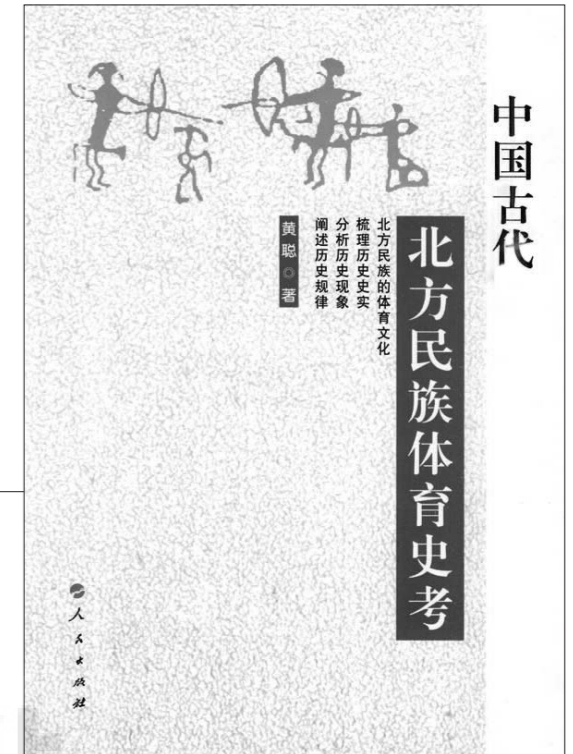 中国古代
北方民族体育史考
北方民族的体育文化
梳理历史史实
分析历史现象
阐述历史规律
黄聪◎著
人民出版社